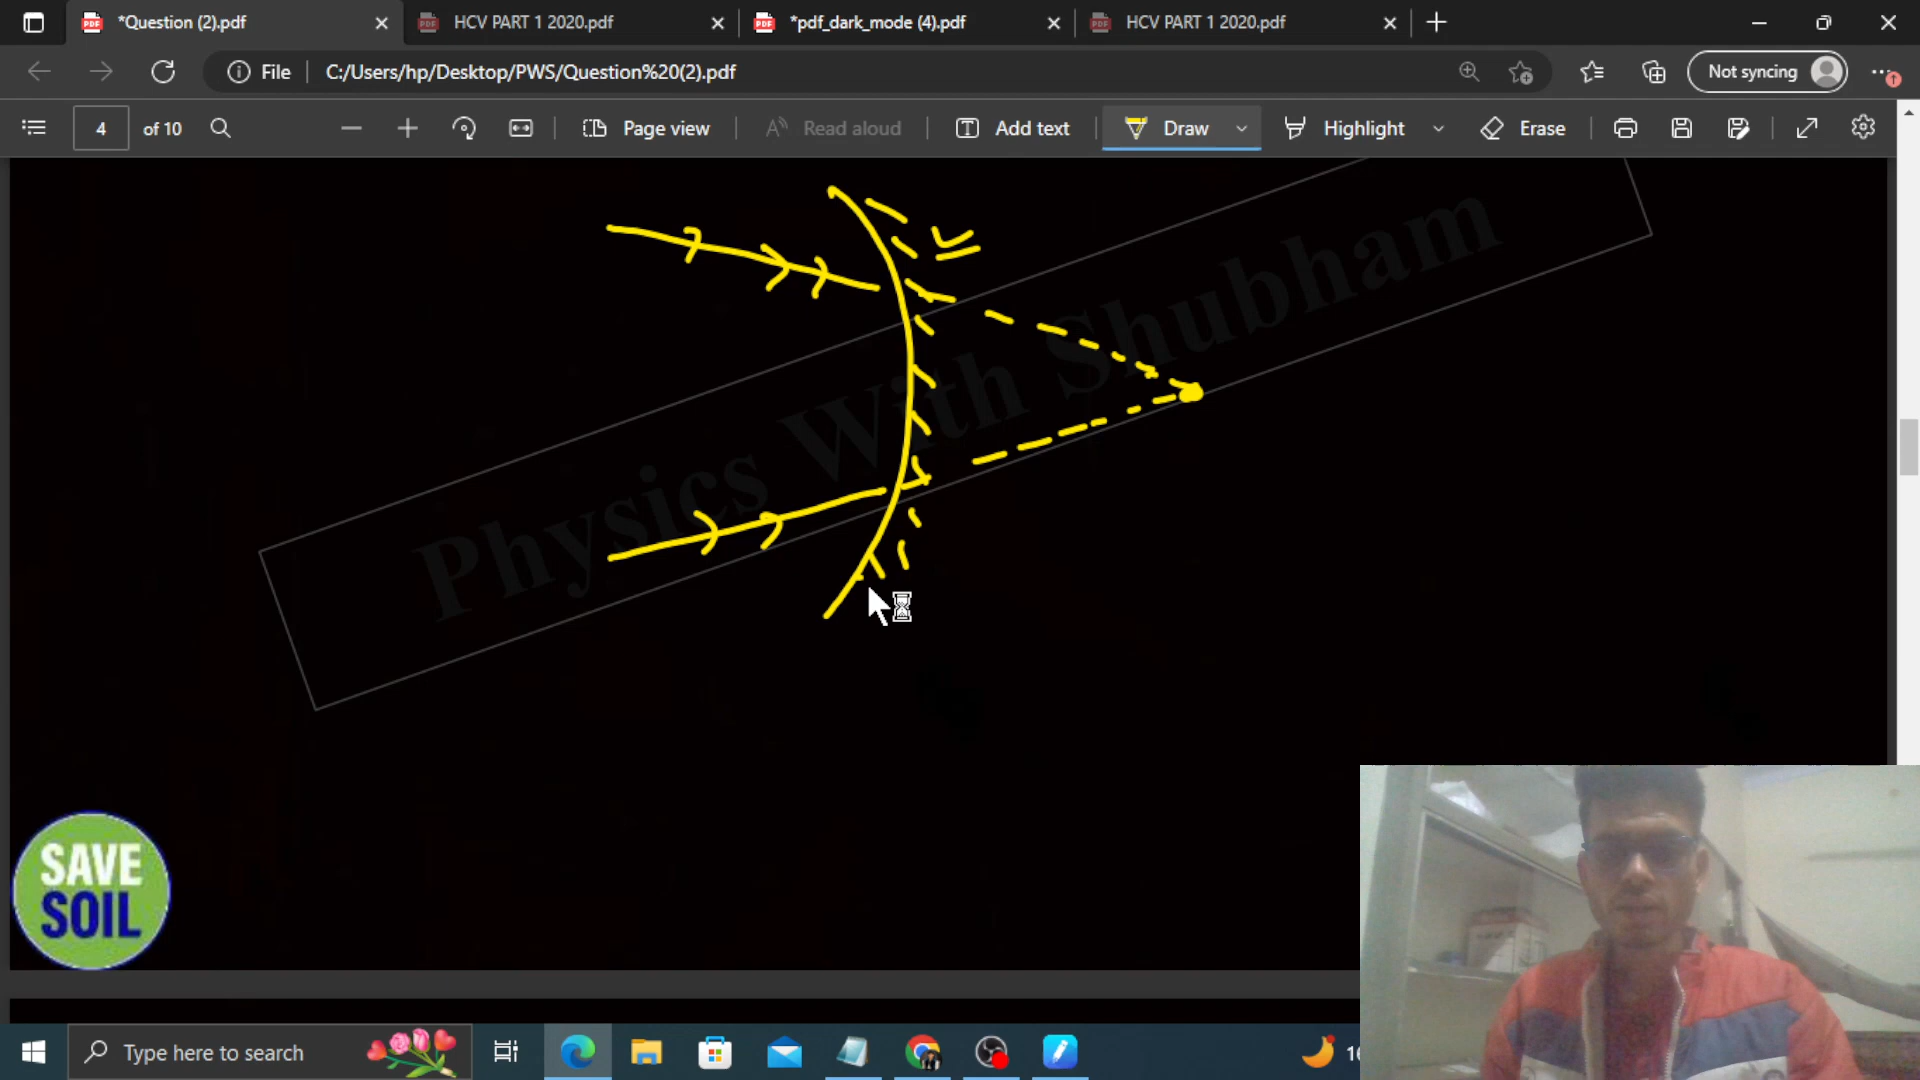 *Question (2).pdf
HCV PART 1 2020.pdf
*pdf_dark_mode (4).pdf
HCV PART 1 2020.pdf
File
C:/Users/hp/Desktop/PWS/Question%20(2).pdf
Not syncing
4 of 10
Page view
Read aloud
Add text
Draw
Highlight
Erase
Physics With Shubham
SAVE
SOIL
Type here to search